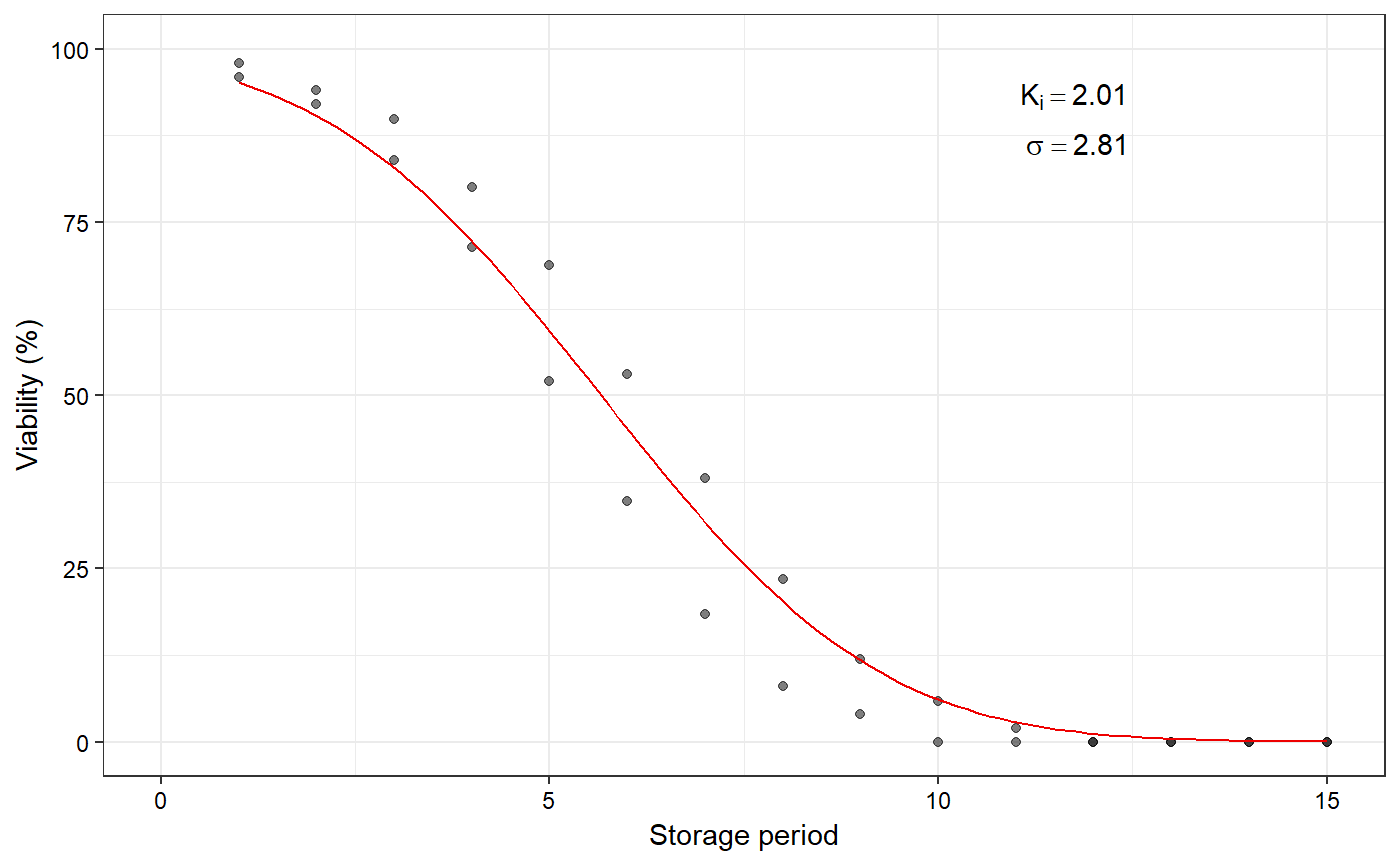 100
75
50
25
0
Viability (%)
Kᵢ = 2.01
σ = 2.81
0 5 10 15
Storage period